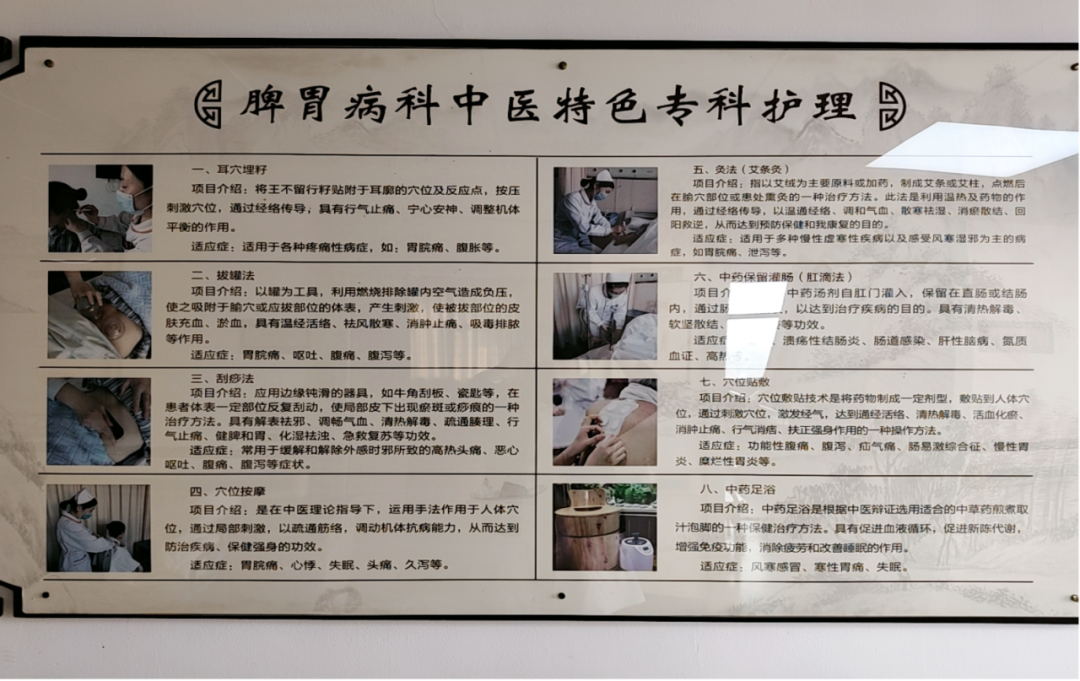 脾胃病科中医特色专科护理
一、耳穴埋籽
项目介绍：将王不留行籽贴附于耳廓的穴位及反应点，按压
刺激穴位，通过经络传导，具有行气止痛、宁心安神、调整机体
平衡的作用。
适应症：适用于各种疼痛性病症，如：胃脘痛、腹胀等。
二、拔罐法
项目介绍：以罐为工具，利用燃烧排除罐内空气造成负压，
使之吸附于腧穴或应拔部位的体表，产生刺激，使被拔部位的皮
肤充血、淤血，具有温经活络、祛风散寒、消肿止痛、吸毒排脓
等作用。
适应症：胃脘痛、呕吐、腹痛、腹泻等。
三、刮痧法
项目介绍：应用边缘钝滑的器具，如牛角刮板、瓷匙等，在
患者体表一定部位反复刮动，使局部皮下出现瘀斑或痧痕的一种
治疗方法。具有解表祛邪、调畅气血、清热解毒、疏通腠理、行
气止痛、健脾和胃、化湿祛浊、急救复苏等功效。
适应症：常用于缓解和解除外感时邪所致的高热头痛、恶心
呕吐、腹痛、腹泻等症状。
四、穴位按摩
项目介绍：是在中医理论指导下，运用手法作用于人体穴
位，通过局部刺激，以疏通筋络，调动机体抗病能力，从而达到
防治疾病、保健强身的功效。
适应症：胃脘痛、心悸、失眠、头痛、久泻等。
五、灸法（艾条灸）
项目介绍：指以艾绒为主要原料或加药，制成艾条或艾柱，点燃后
在腧穴部位或患处熏灸的一种治疗方法。此法是利用温热及药物的作
用，通过经络传导，以温通经络、调和气血、散寒祛湿、消瘀散结、回
阳救逆，从而达到预防保健和我康复的目的。
适应症：适用于多种慢性虚寒性疾病以及感受风寒湿邪为主的病
症，如胃脘痛、泄泻等。
六、中药保留灌肠（肛滴法）
项目介 中药汤剂自肛门灌入，保留在直肠或结肠
内，通过肠 ，以达到治疗疾病的目的。具有清热解毒、
软坚散结、 等功效。
适应症 、溃疡性结肠炎、肠道感染、肝性脑病、氮质
血证、高热 等。
七、穴位贴敷
项目介绍：穴位敷贴技术是将药物制成一定剂型，敷贴到人体穴
位，通过刺激穴位，激发经气，达到通经活络、清热解毒、活血化瘀、
消肿止痛、行气消痞、扶正强身作用的一种操作方法。
适应症：功能性腹痛、腹泻、疝气痛、肠易激综合征、慢性胃
炎、糜烂性胃炎等。
八、中药足浴
项目介绍：中药足浴是根据中医辩证选用适合的中草药煎煮取
汁泡脚的一种保健治疗方法。具有促进血液循环，促进新陈代谢，
增强免疫功能，消除疲劳和改善睡眠的作用。
适应症：风寒感冒、寒性胃痛、失眠。